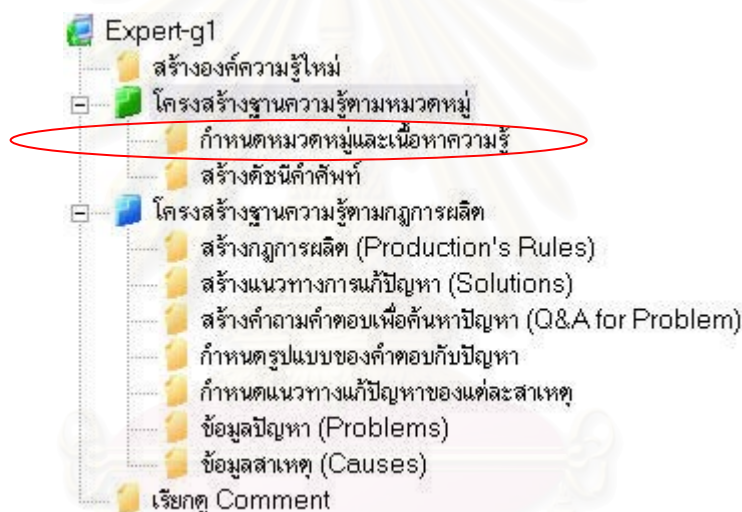 Expert-g1
สร้างองค์ความรู้ใหม่
โครงสร้างฐานความรู้ตามหมวดหมู่
กำหนดหมวดหมู่และเนื้อหาความรู้
สร้างดัชนีคำศัพท์
โครงสร้างฐานความรู้ตามกฎการผลิต
สร้างกฎการผลิต (Production's Rules)
สร้างแนวทางการแก้ปัญหา (Solutions)
สร้างคำถามคำตอบเพื่อค้นหาปัญหา (Q&A for Problem)
กำหนดรูปแบบของคำตอบกับปัญหา
กำหนดแนวทางแก้ปัญหาของแต่ละสาเหตุ
ข้อมูลปัญหา (Problems)
ข้อมูลสาเหตุ (Causes)
เรียกดู Comment